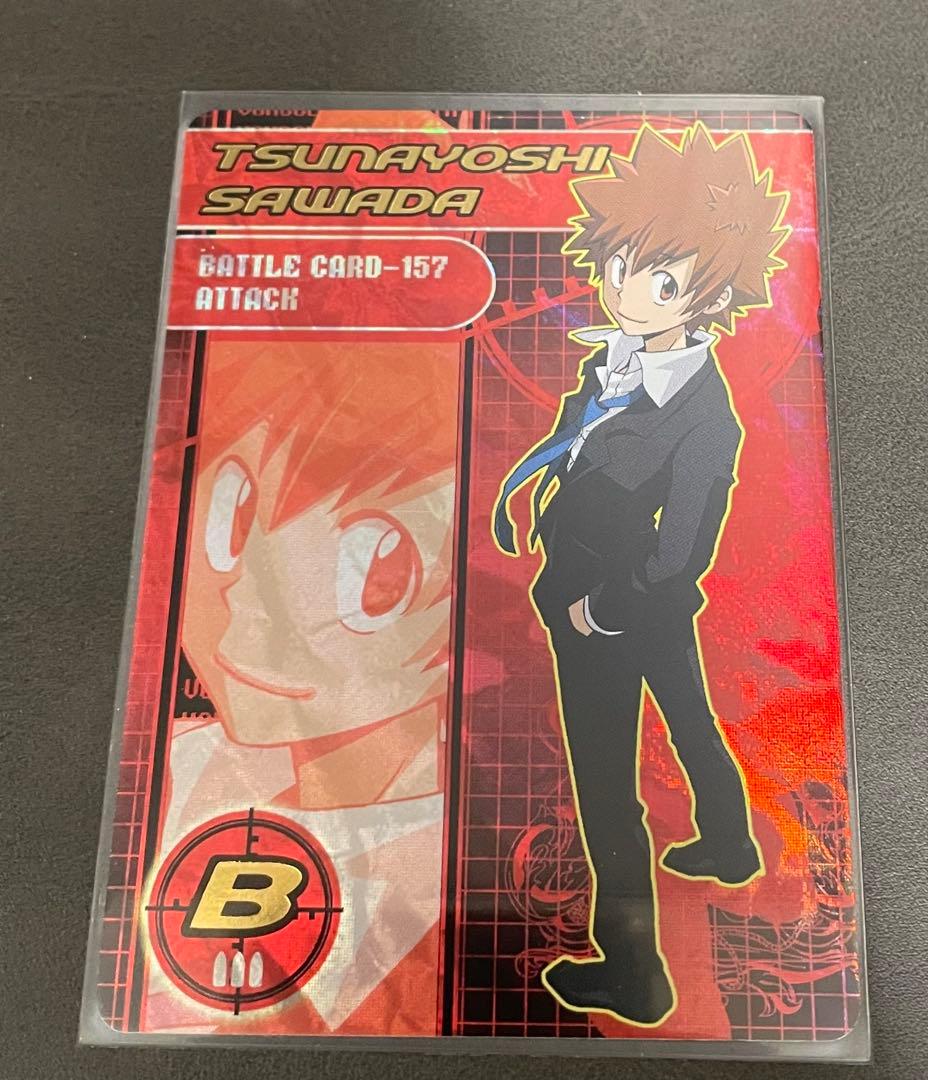 TSUNAYOSHI
SAWADA
BATTLE CARD-157
ATTACK
B